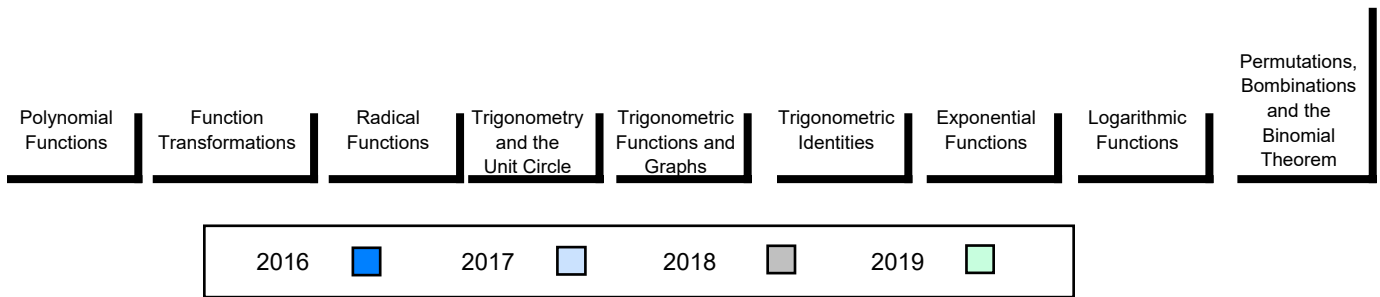 Polynomial
Functions
Function
Transformations
Radical
Functions
Trigonometry
and the
Unit Circle
Trigonometric
Functions and
Graphs
Trigonometric
Identities
Exponential
Functions
Logarithmic
Functions
Permutations,
Bombinations
and the
Binomial
Theorem
2016 2017 2018 2019